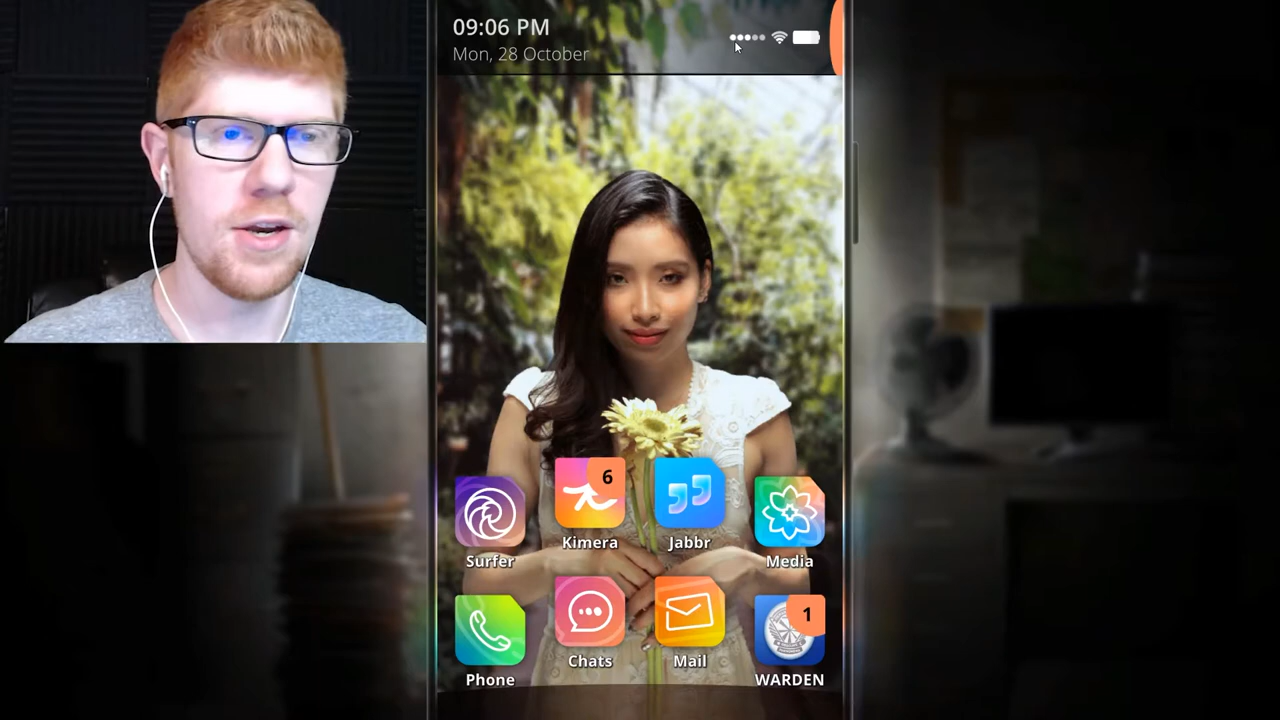 09:06 PM
Mon, 28 October
6
Surfer
Kimera
Jabbr
Media
1
Phone
Chats
Mail
WARDEN